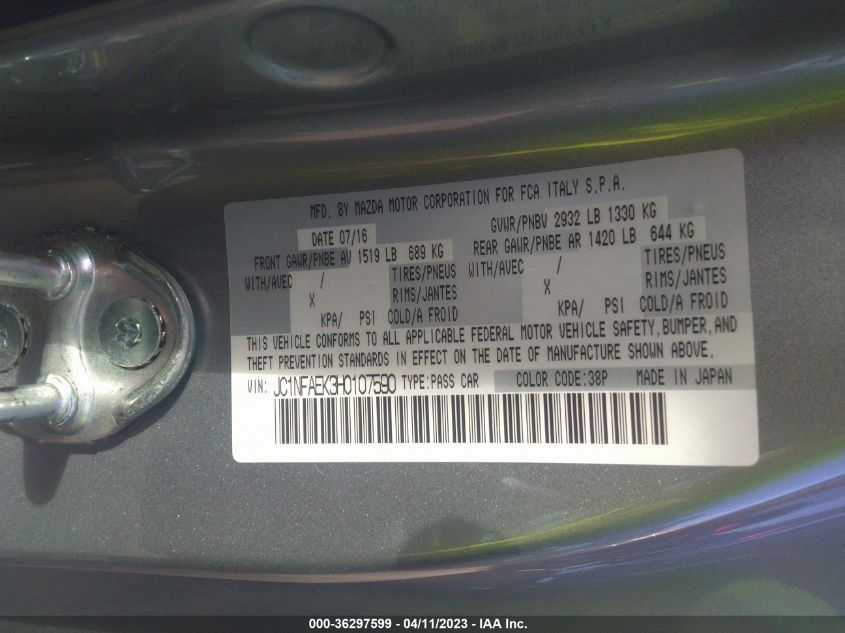 MFD. BY MAZDA MOTOR CORPORATION FOR FCA ITALY S.P.A.
DATE 07/16 GVWR/PNBV 2932 LB 1330 KG
FRONT GAWR/PNBE AV 1519 LB 689 KG REAR GAWR/PNBE AR 1420 LB 644 KG
WITH/AVEC / TIRES/PNEUS WITH/AVEC / TIRES/PNEUS
X RIMS/JANTES X RIMS/JANTES
KPA/ PSI COLD/A FROID KPA/ PSI COLD/A FROID
THIS VEHICLE CONFORMS TO ALL APPLICABLE FEDERAL MOTOR VEHICLE SAFETY, BUMPER, AND
THEFT PREVENTION STANDARDS IN EFFECT ON THE DATE OF MANUFACTURE SHOWN ABOVE.
VIN: JC1NFAEK3H0107590 TYPE:PASS CAR COLOR CODE:38P MADE IN JAPAN
000-36297599 - 04/11/2023 - IAA Inc.